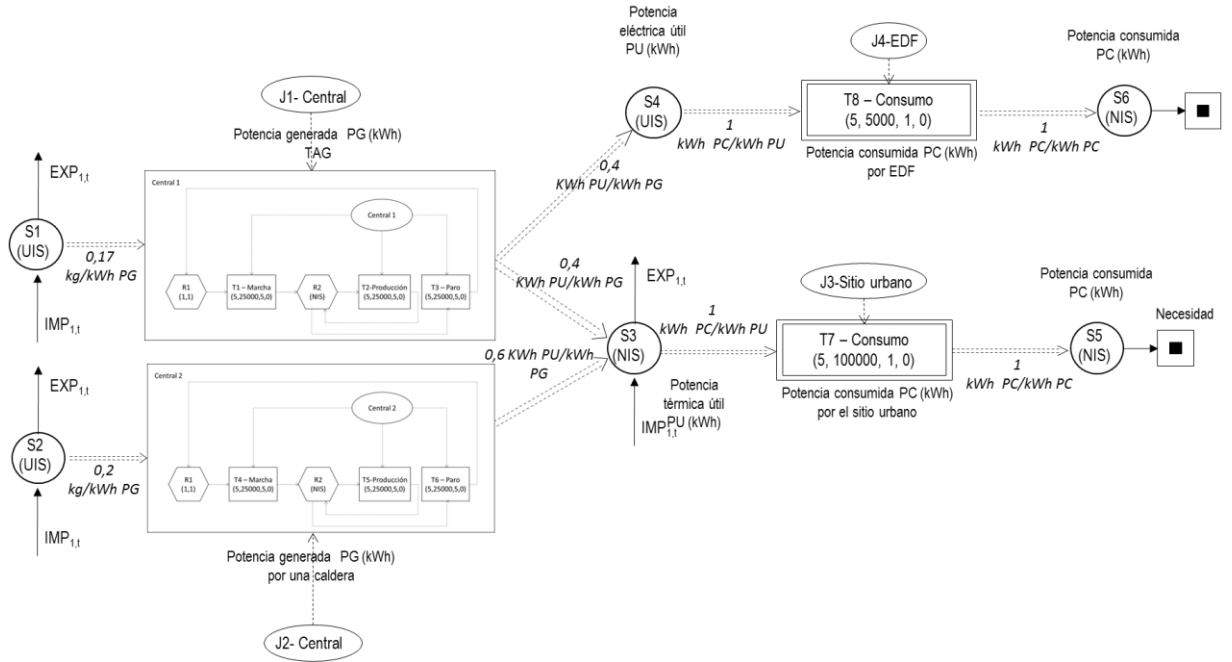 Potencia
eléctrica útil
PU (kWh)
J4-EDF
Potencia consumida
PC (kWh)
J1- Central
Potencia generada PG (kWh)
TAG
S4
(UIS)
1
kWh PC/kWh PU
T8 – Consumo
(5, 5000, 1, 0)
Potencia consumida PC (kWh)
por EDF
1
kWh PC/kWh PC
S6
(NIS)
EXP1,t
S1
(UIS)
0,17
kg/kWh PG
IMP1,t
Central 1
Central 1
R1
(1,1)
T1 – Marcha
(5,25000,5,0)
R2
(NIS)
T2-Producción
(5,25000,5,0)
T3 – Paro
(5,25000,5,0)
0,4
KWh PU/kWh PG
0,4
KWh PU/kWh PG
EXP1,t
J3-Sitio urbano
Potencia consumida
PC (kWh)
S3
(NIS)
1
kWh PC/kWh PU
T7 – Consumo
(5, 100000, 1, 0)
Potencia consumida PC (kWh)
por el sitio urbano
1
kWh PC/kWh PC
S5
(NIS)
Necesidad
Potencia
térmica útil
PU (kWh)
IMP1,t
EXP1,t
S2
(UIS)
0,2
kg/kWh PG
IMP1,t
Central 2
Central 2
R1
(1,1)
T4 – Marcha
(5,25000,5,0)
R2
(NIS)
T5-Producción
(5,25000,5,0)
T6 – Paro
(5,25000,5,0)
0,6 KWh PU/kWh
PG
Potencia generada PG (kWh)
por una caldera
J2- Central